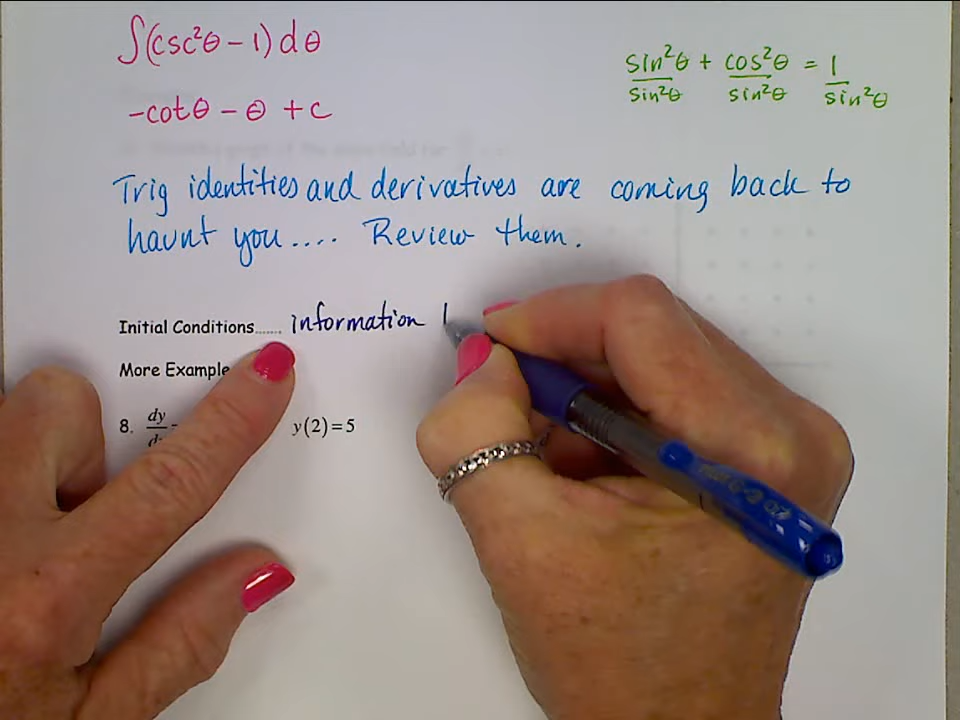 ∫(csc²θ − 1) dθ
-cotθ − θ + c
sin²θ/sin²θ + cos²θ/sin²θ = 1/sin²θ
Trig identities and derivatives are coming back to
haunt you.... Review them.
Initial Conditions...... information
More Example
8. dy y(2) = 5